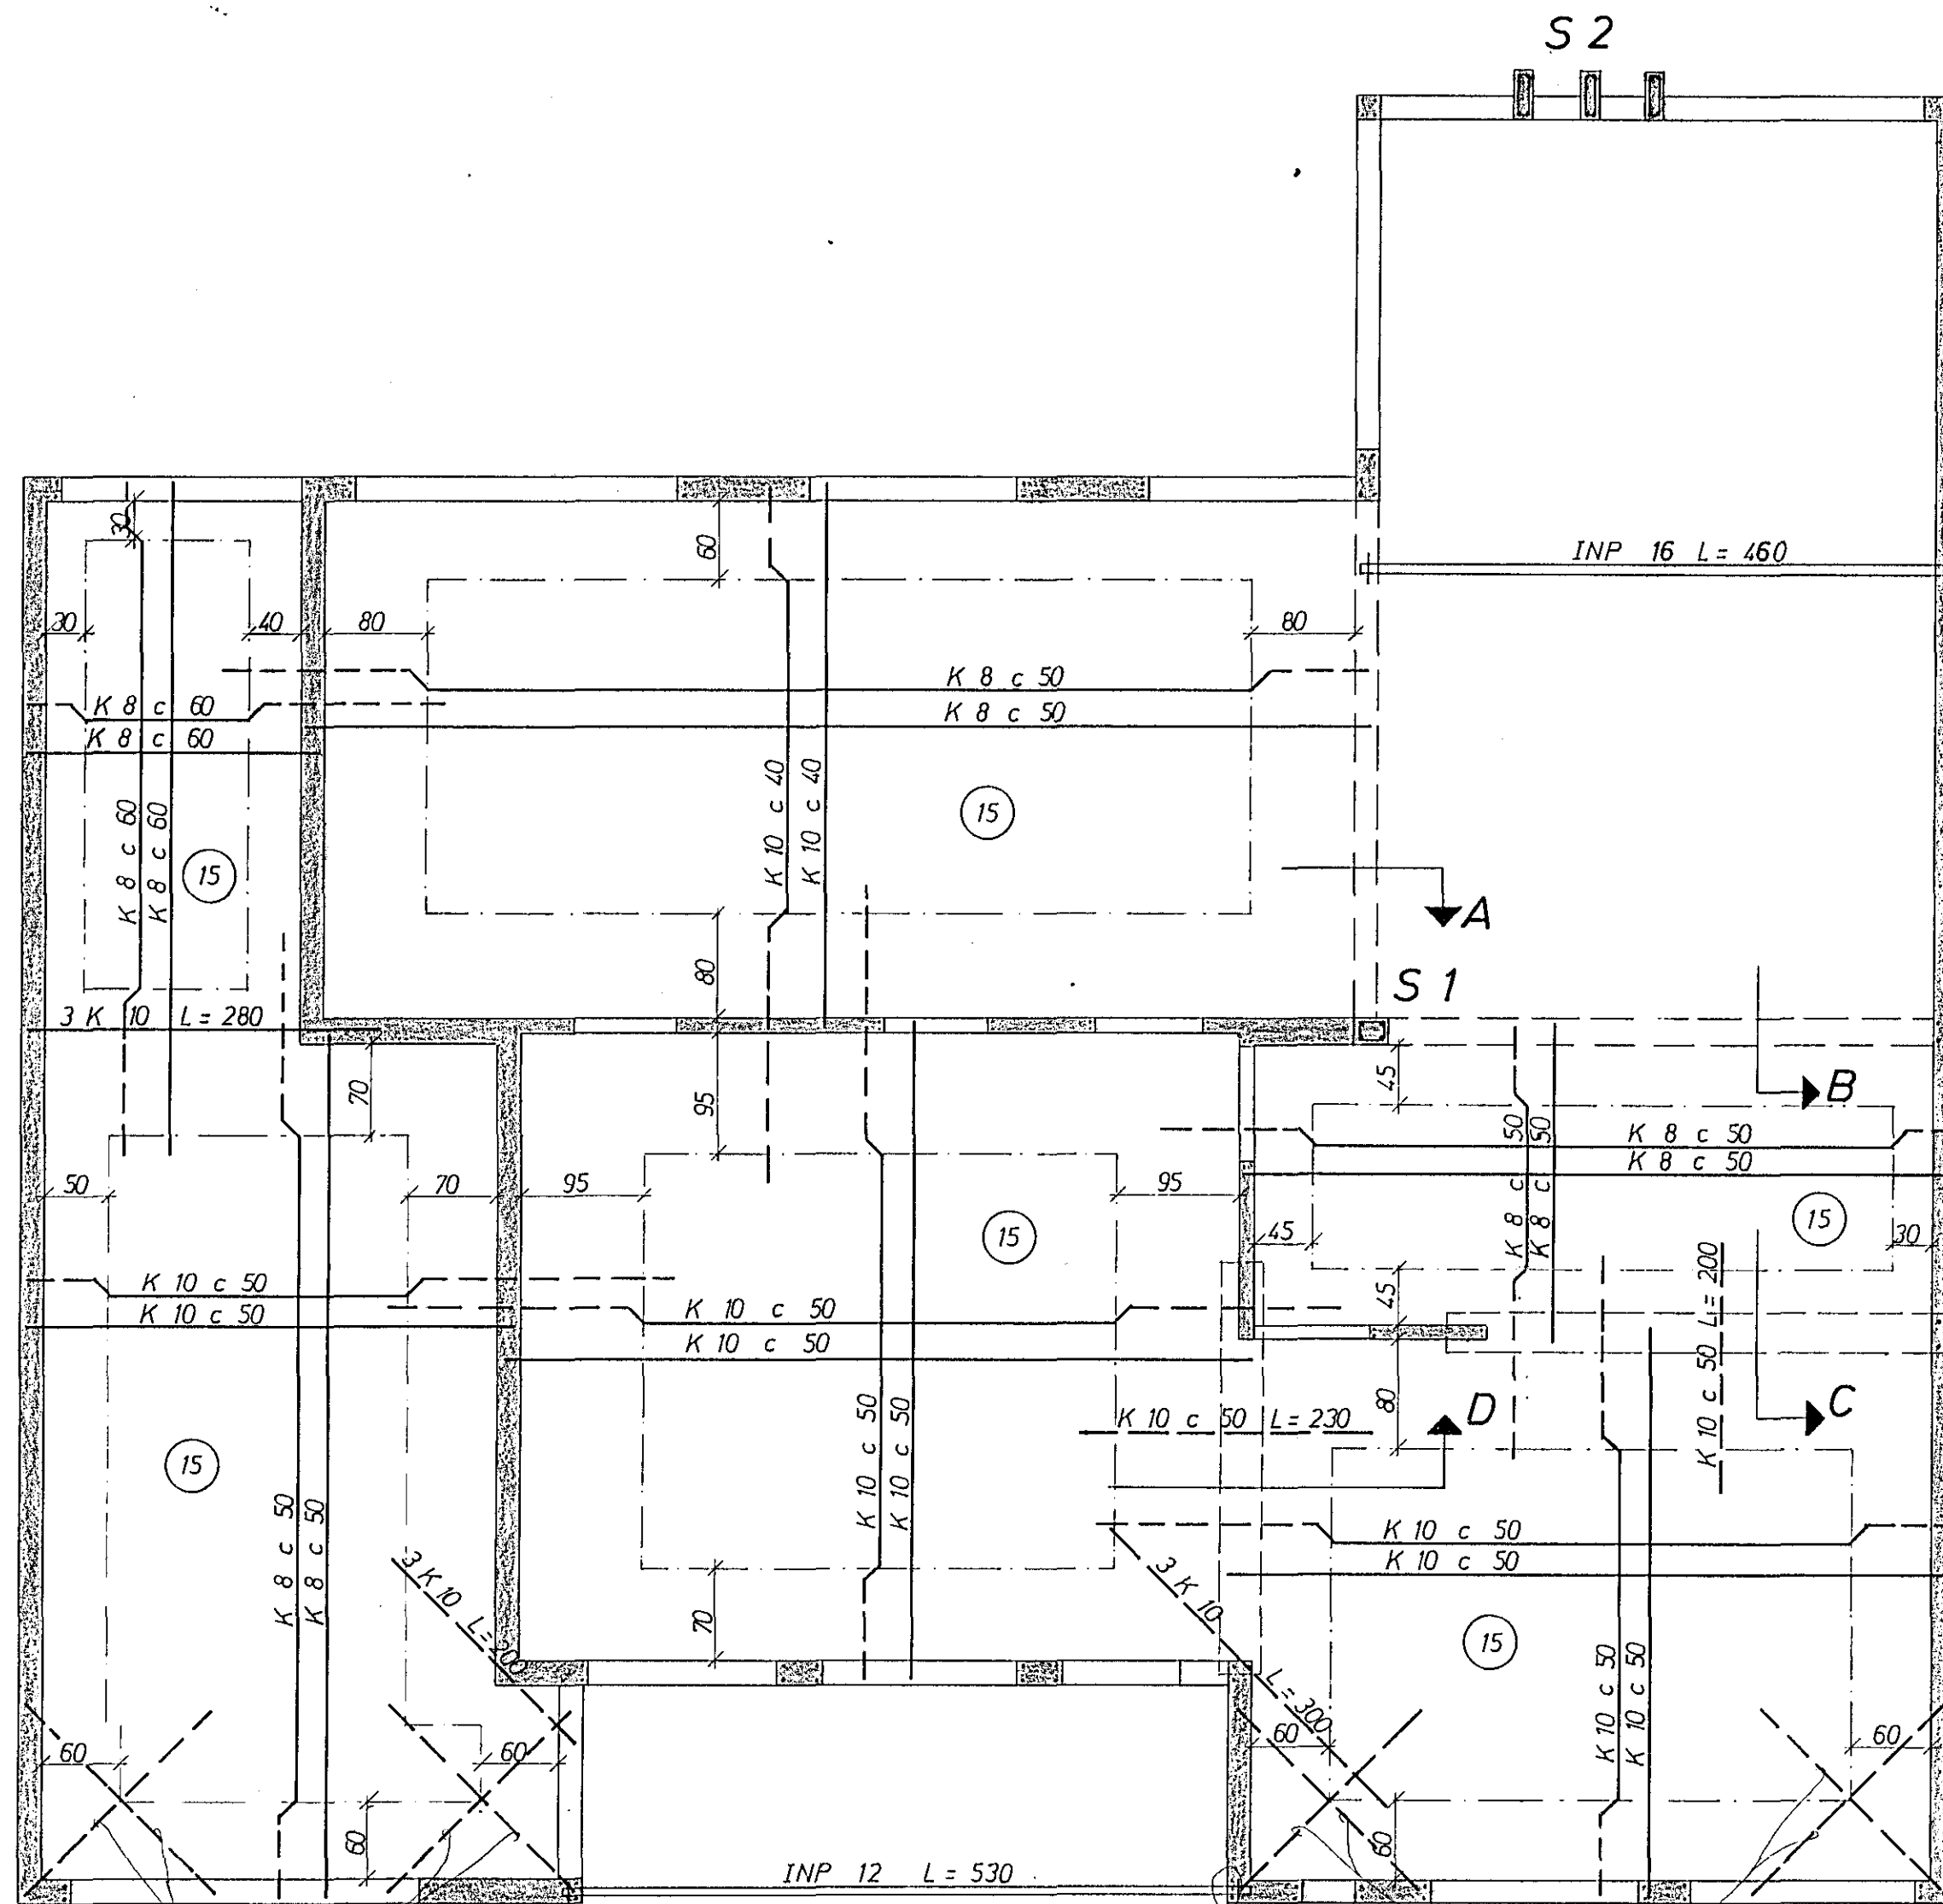 S 2
INP 16 L = 460
30
60
30
40
80
80
K 8 c 50
K 8 c 50
K 8 c 60
K 8 c 60
K 8 c 60
K 8 c 60
K 10 c 40
K 10 c 40
15
15
A
80
S 1
3 K 10 L = 280
70
95
45
B
K 8 c 50
K 8 c 50
K 8 c 50
K 8 c 50
50
70
95
95
15
15
45
30
45
K 10 c 50
K 10 c 50
K 10 c 50
K 10 c 50
K 10 c 50 L = 200
80
K 10 c 50 L = 230
D
C
15
K 8 c 50
K 8 c 50
K 10 c 50
K 10 c 50
K 10 c 50
K 10 c 50
3 K 10 L = 200
3 K 10 L = 300
70
15
K 10 c 50
K 10 c 50
60
60
60
60
60
60
INP 12 L = 530